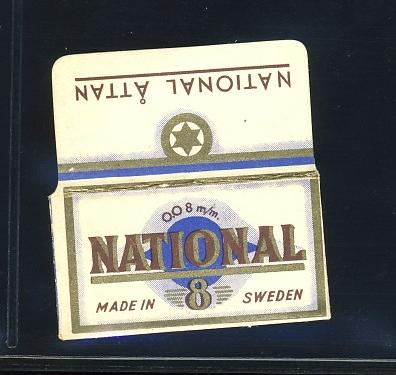 NATIONAL ÅTTAN
0.08 m/m.
NATIONAL
8
MADE IN SWEDEN